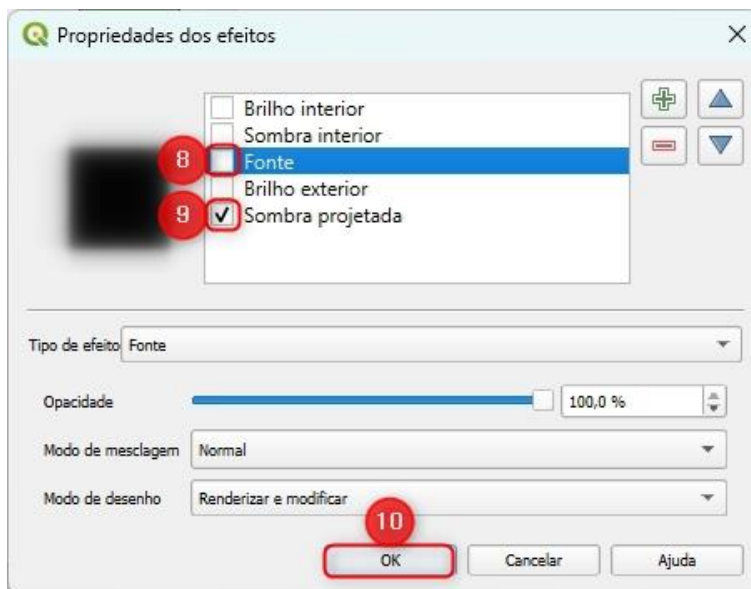 Propriedades dos efeitos
Brilho interior
Sombra interior
8 Fonte
Brilho exterior
9 Sombra projetada
Tipo de efeito Fonte
Opacidade 100,0 %
Modo de mesclagem Normal
Modo de desenho Renderizar e modificar
10
OK Cancelar Ajuda